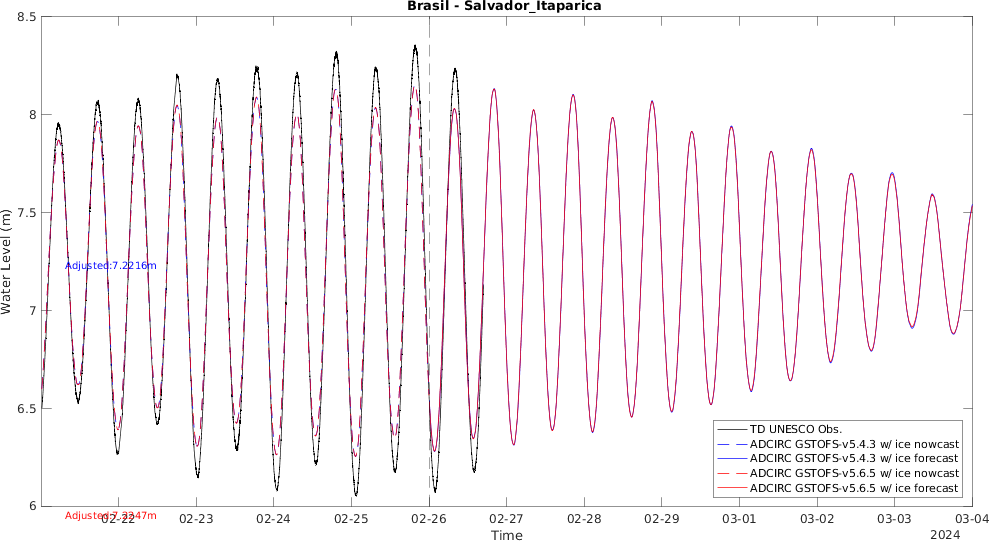 Brasil - Salvador_Itaparica
8.5
8
7.5
7
6.5
6
Water Level (m)
Adjusted:7.2216m
TD UNESCO Obs.
ADCIRC GSTOFS-v5.4.3 w/ ice nowcast
ADCIRC GSTOFS-v5.4.3 w/ ice forecast
ADCIRC GSTOFS-v5.6.5 w/ ice nowcast
ADCIRC GSTOFS-v5.6.5 w/ ice forecast
02-22 02-23 02-24 02-25 02-26 02-27 02-28 02-29 03-01 03-02 03-03 03-04
Time
2024